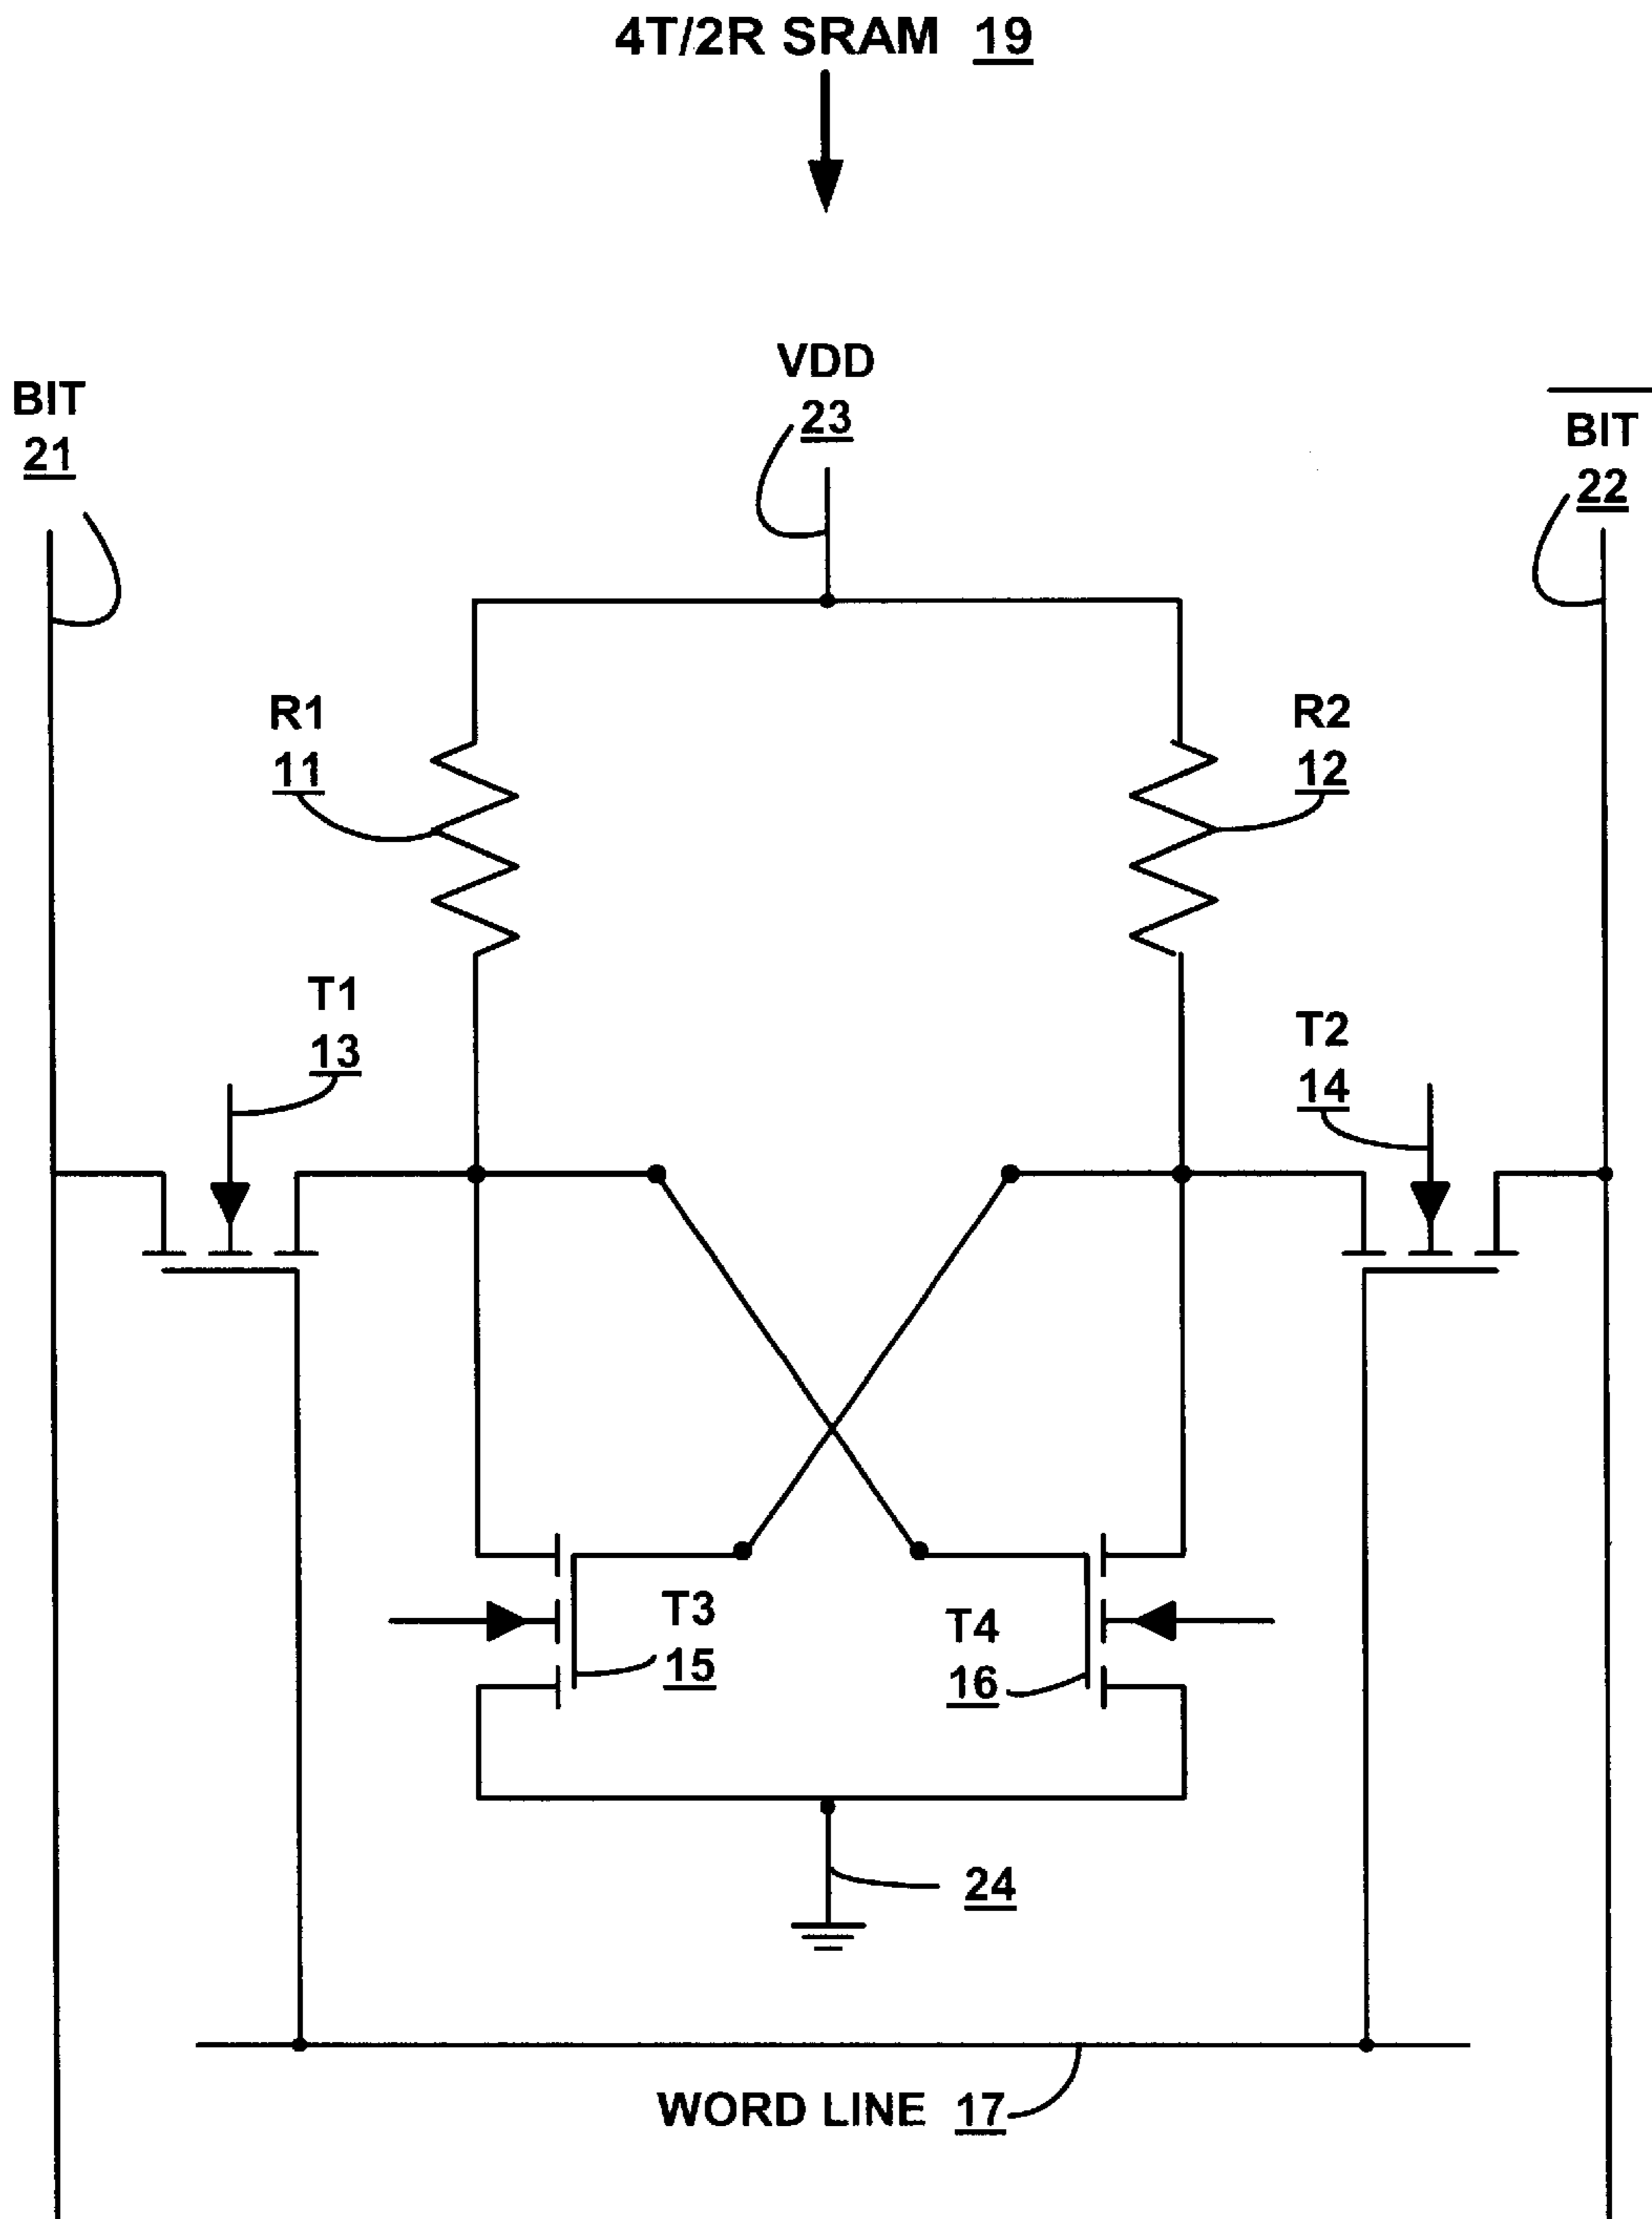 4T/2R SRAM 19
VDD
23
BIT
21
BIT
22
R1
11
R2
12
T1
13
T2
14
T3
15
T4
16
24
WORD LINE 17